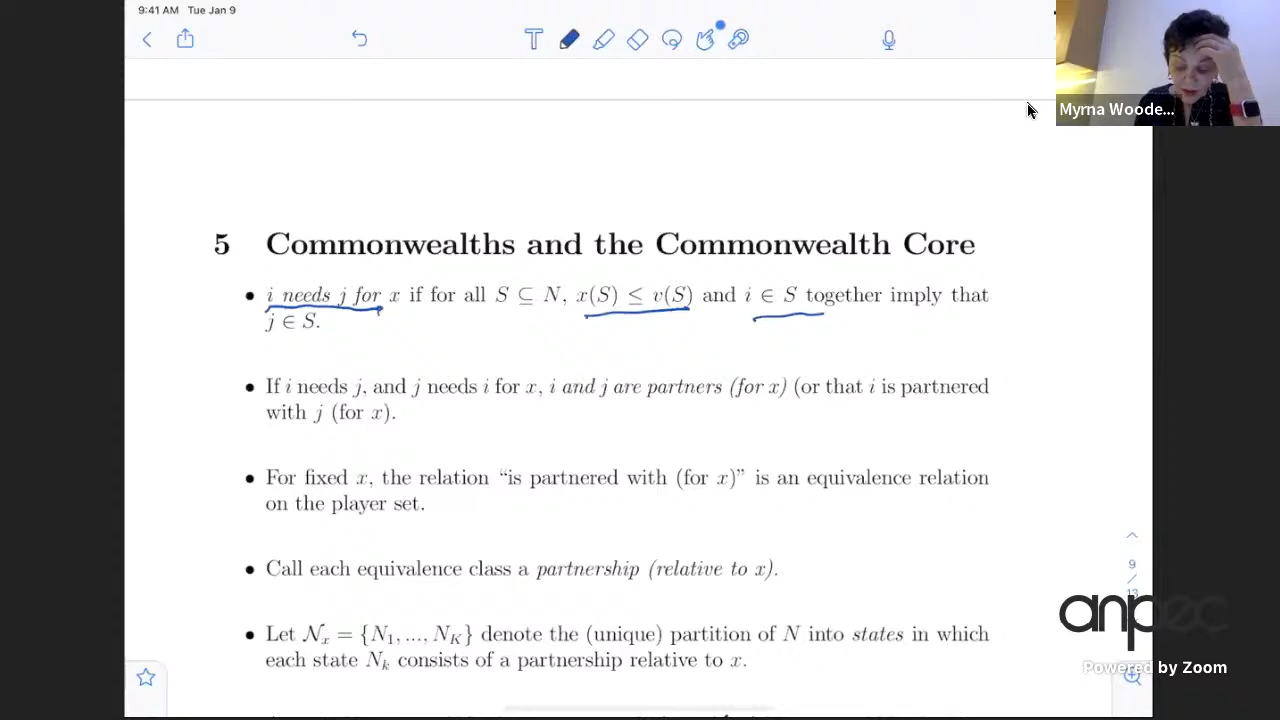 9:41 AM Tue Jan 9
Myrna Woode...
5 Commonwealths and the Commonwealth Core
• i needs j for x if for all S ⊆ N, x(S) ≤ v(S) and i ∈ S together imply that
j ∈ S.
• If i needs j, and j needs i for x, i and j are partners (for x) (or that i is partnered
with j (for x).
• For fixed x, the relation “is partnered with (for x)” is an equivalence relation
on the player set.
• Call each equivalence class a partnership (relative to x).
• Let 𝒩ₓ = {N₁, ..., N_K} denote the (unique) partition of N into states in which
each state N_k consists of a partnership relative to x.
9
/
13
anpec
Powered by Zoom